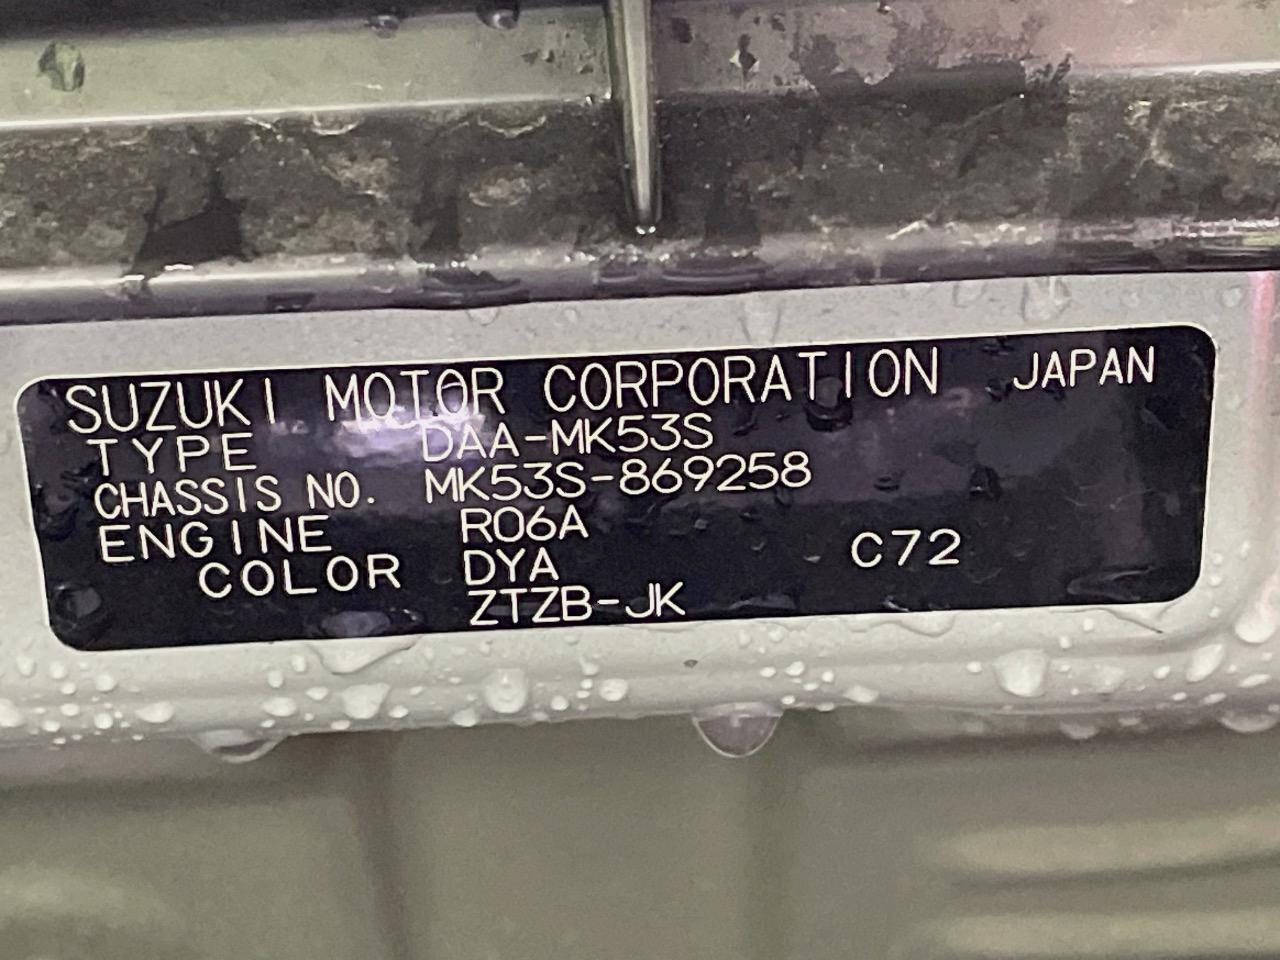 SUZUKI MOTOR CORPORATION JAPAN
TYPE DAA-MK53S
CHASSIS NO. MK53S-869258
ENGINE R06A
COLOR DYA C72
ZTZB-JK